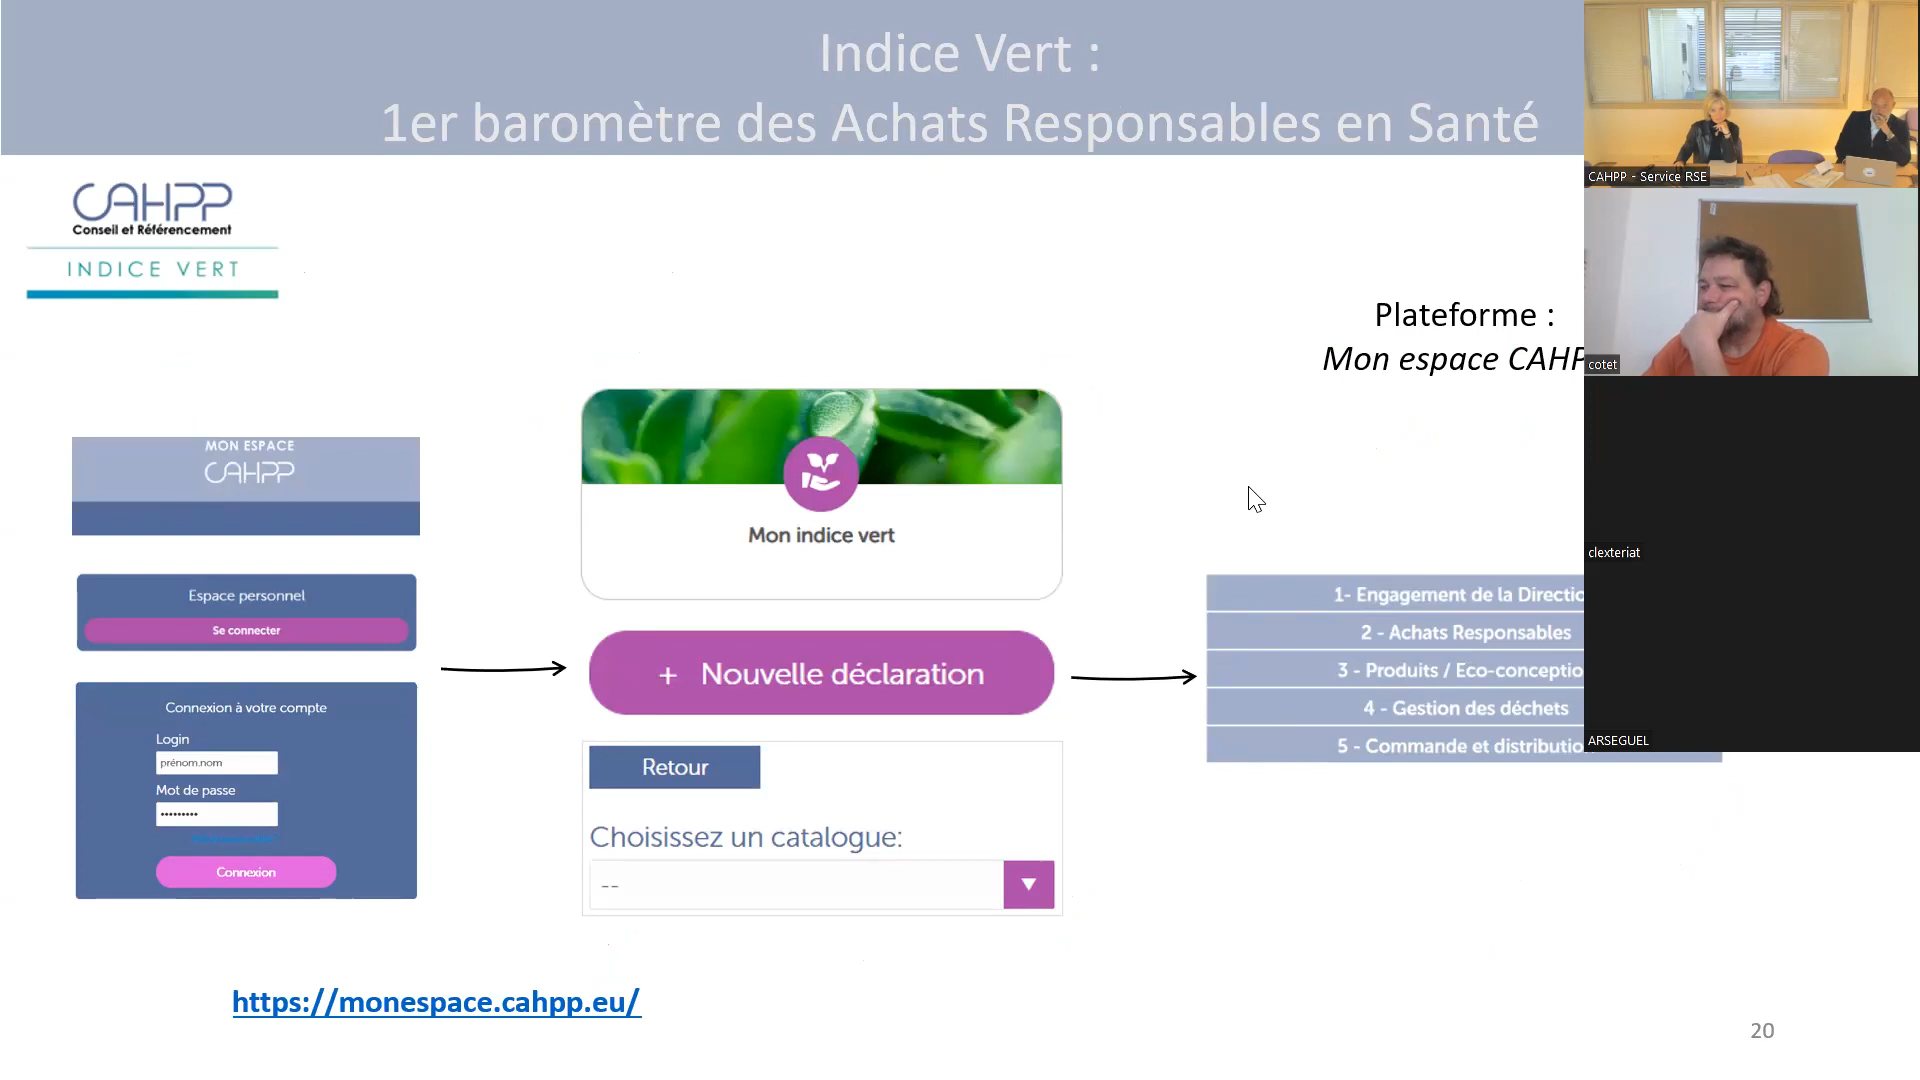 Indice Vert :
1er baromètre des Achats Responsables en Santé
CAHPP
Conseil et Référencement
INDICE VERT
Plateforme :
Mon espace CAHP
MON ESPACE
CAHPP
Espace personnel
Se connecter
Connexion à votre compte
Login
prénom.nom
Mot de passe
•••••••••
Connexion
Mon indice vert
+ Nouvelle déclaration
Retour
Choisissez un catalogue:
--
1- Engagement de la Directio
2 - Achats Responsables
3 - Produits / Eco-conceptio
4 - Gestion des déchets
5 - Commande et distributio
https://monespace.cahpp.eu/
20
CAHPP - Service RSE
cotet
clexteriat
ARSEGUEL